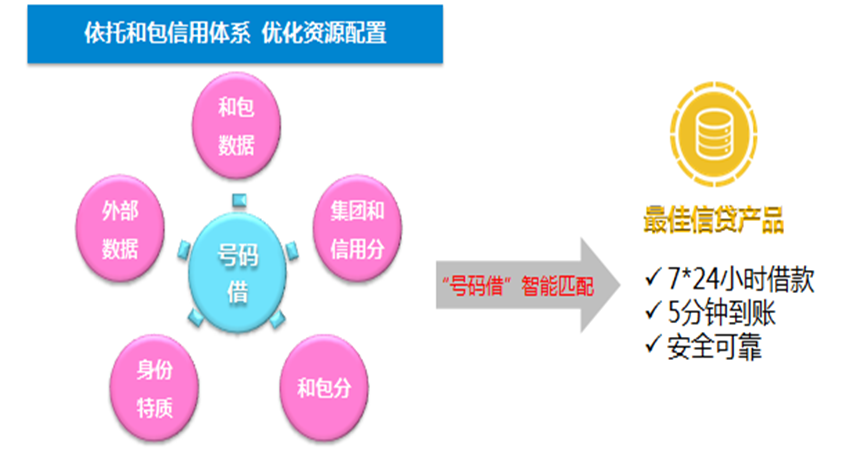 依托和包信用体系 优化资源配置
和包
数据
外部
数据
集团和
信用分
号码
借
身份
特质
和包分
“号码借”智能匹配
最佳信贷产品
✓ 7*24小时借款
✓ 5分钟到账
✓ 安全可靠